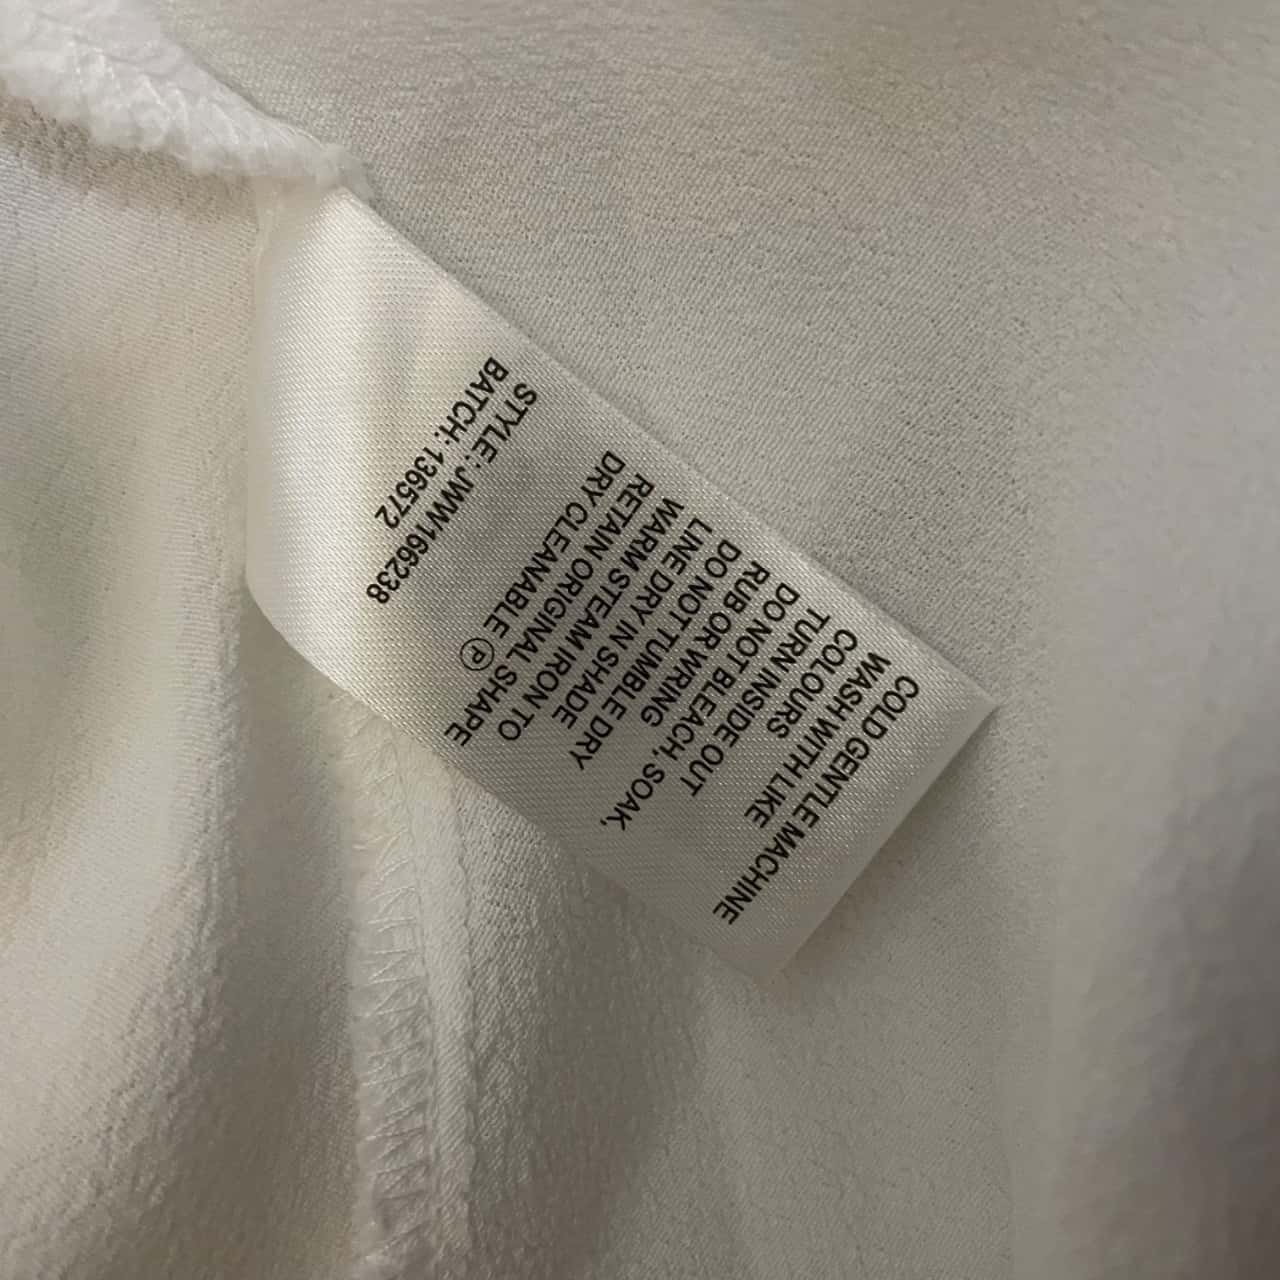 COLD GENTLE MACHINE
WASH WITH LIKE
COLOURS
TURN INSIDE OUT
DO NOT BLEACH, SOAK,
RUB OR WRING
DO NOT TUMBLE DRY
LINE DRY IN SHADE
WARM STEAM IRON TO
RETAIN ORIGINAL SHAPE
DRY CLEANABLE Ⓟ
STYLE: JWW166238
BATCH: 136572